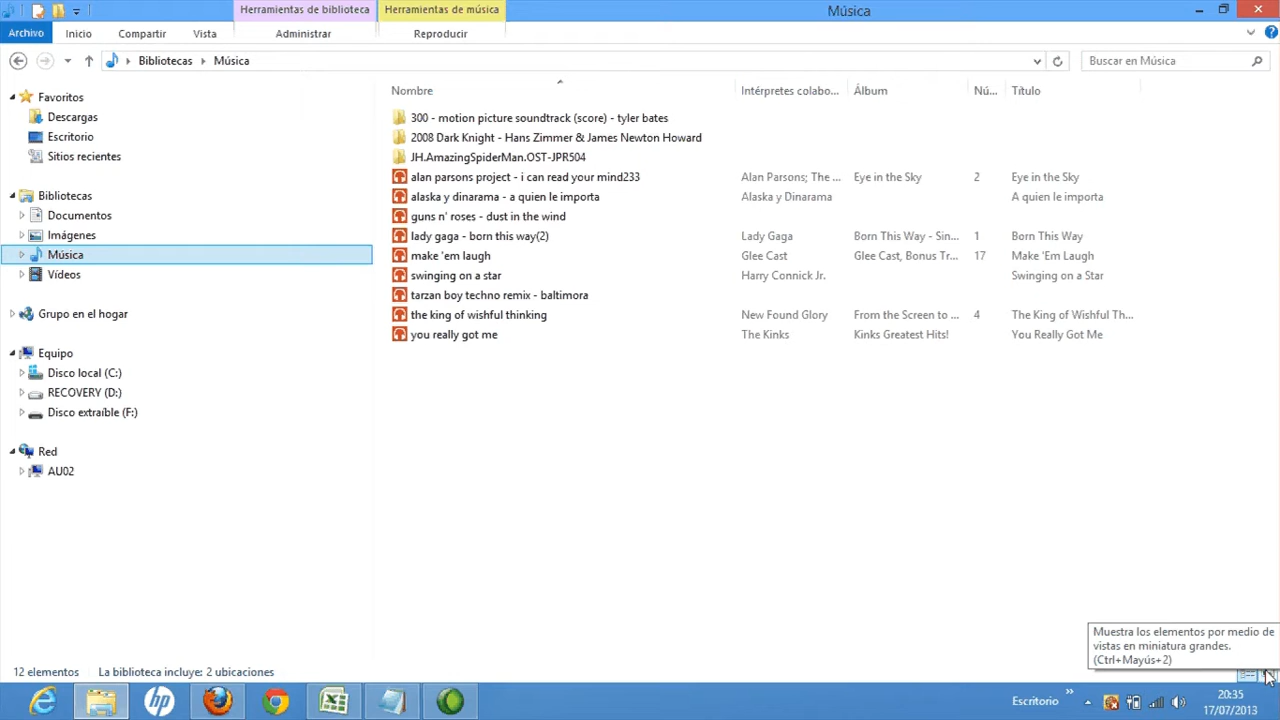 Herramientas de biblioteca Herramientas de música Música
Archivo Inicio Compartir Vista Administrar Reproducir
Bibliotecas Música Buscar en Música
Nombre Intérpretes colabo... Álbum Nú... Título
Favoritos
Descargas
Escritorio
Sitios recientes
Bibliotecas
Documentos
Imágenes
Música
Vídeos
Grupo en el hogar
Equipo
Disco local (C:)
RECOVERY (D:)
Disco extraíble (F:)
Red
AU02
300 - motion picture soundtrack (score) - tyler bates
2008 Dark Knight - Hans Zimmer & James Newton Howard
JH.AmazingSpiderMan.OST-JPR504
alan parsons project - i can read your mind233 Alan Parsons; The ... Eye in the Sky 2 Eye in the Sky
alaska y dinarama - a quien le importa Alaska y Dinarama A quien le importa
guns n' roses - dust in the wind
lady gaga - born this way(2) Lady Gaga Born This Way - Sin... 1 Born This Way
make 'em laugh Glee Cast Glee Cast, Bonus Tr... 17 Make 'Em Laugh
swinging on a star Harry Connick Jr. Swinging on a Star
tarzan boy techno remix - baltimora
the king of wishful thinking New Found Glory From the Screen to ... 4 The King of Wishful Th...
you really got me The Kinks Kinks Greatest Hits! You Really Got Me
Muestra los elementos por medio de
vistas en miniatura grandes.
(Ctrl+Mayús+2)
12 elementos La biblioteca incluye: 2 ubicaciones
Escritorio
20:35
17/07/2013